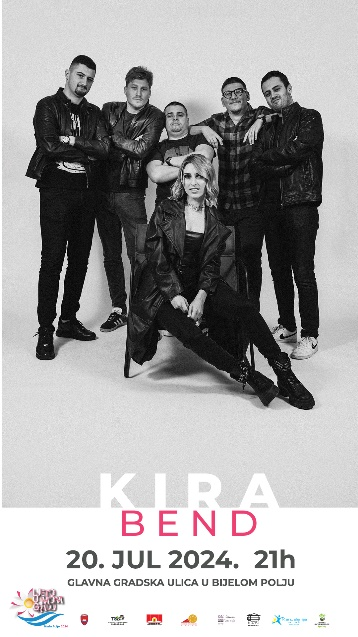 KIRA
BEND
20. JUL 2024. 21h
GLAVNA GRADSKA ULICA U BIJELOM POLJU